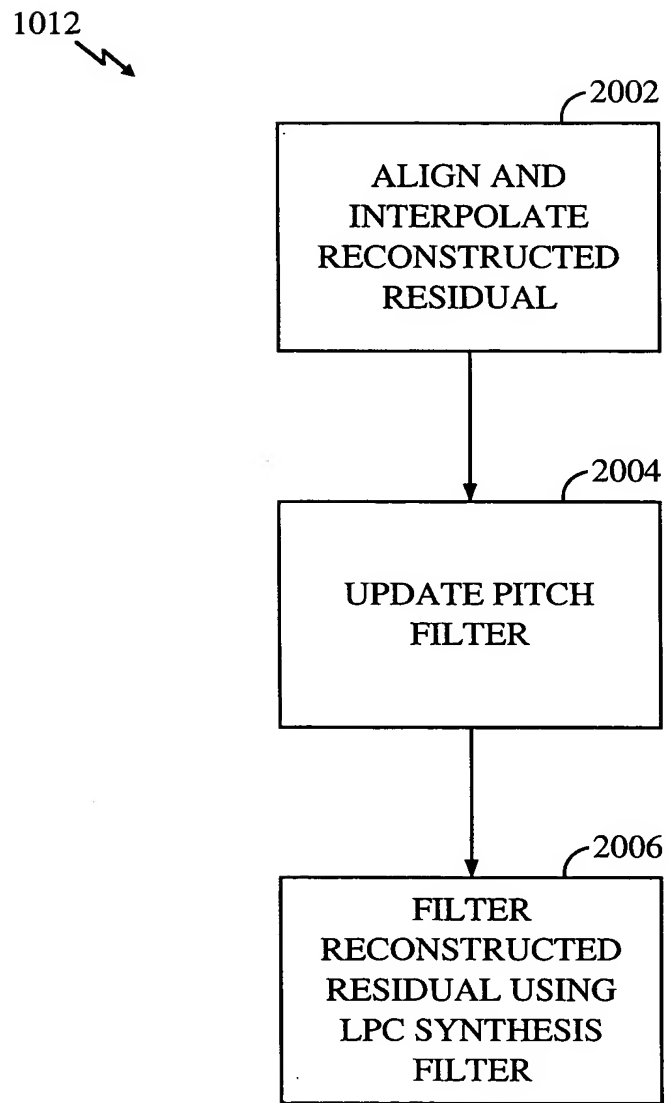 1012
2002
ALIGN AND
INTERPOLATE
RECONSTRUCTED
RESIDUAL
2004
UPDATE PITCH
FILTER
2006
FILTER
RECONSTRUCTED
RESIDUAL USING
LPC SYNTHESIS
FILTER